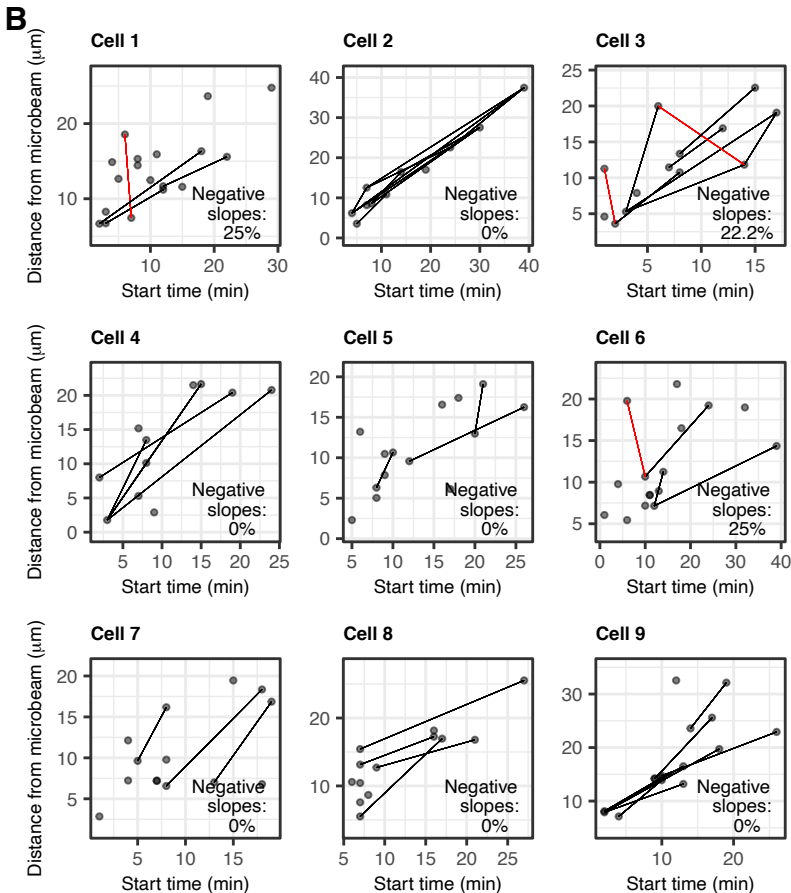 B
Cell 1
Cell 2
Cell 3
Distance from microbeam (μm)
20
10
Negative
slopes:
25%
10
20
30
Start time (min)
40
30
20
10
0
Negative
slopes:
0%
10
20
30
40
Start time (min)
25
20
15
10
5
Negative
slopes:
22.2%
5
10
15
Start time (min)
Cell 4
Cell 5
Cell 6
Distance from microbeam (μm)
20
15
10
5
0
Negative
slopes:
0%
5
10
15
20
25
Start time (min)
20
15
10
5
0
Negative
slopes:
0%
5
10
15
20
25
Start time (min)
20
15
10
5
Negative
slopes:
25%
0
10
20
30
40
Start time (min)
Cell 7
Cell 8
Cell 9
Distance from microbeam (μm)
20
15
10
5
Negative
slopes:
0%
5
10
15
Start time (min)
20
10
Negative
slopes:
0%
5
10
15
20
25
Start time (min)
30
20
10
Negative
slopes:
0%
10
20
Start time (min)